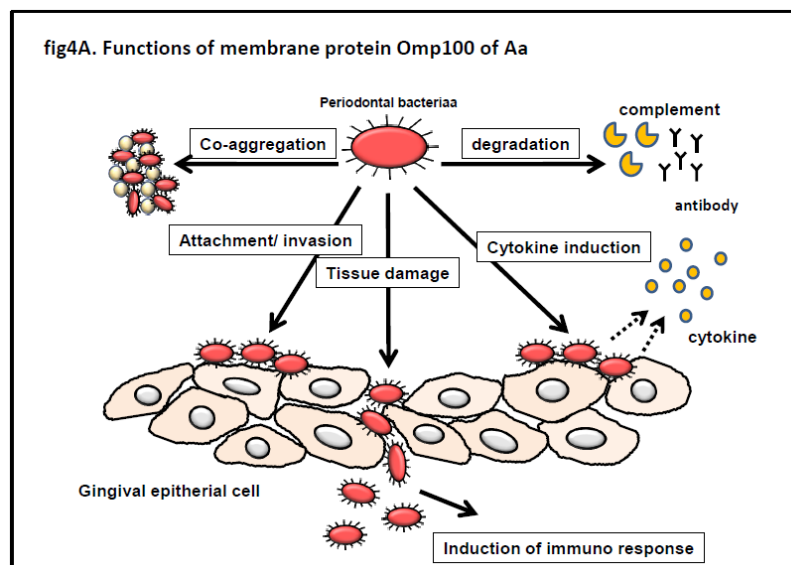 fig4A. Functions of membrane protein Omp100 of Aa
Periodontal bacteriaa
complement
Co-aggregation
degradation
antibody
Attachment/ invasion
Cytokine induction
Tissue damage
cytokine
Gingival epitherial cell
Induction of immuno response